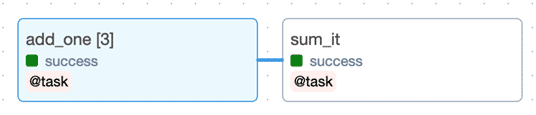 add_one [3]
success
@task
sum_it
success
@task